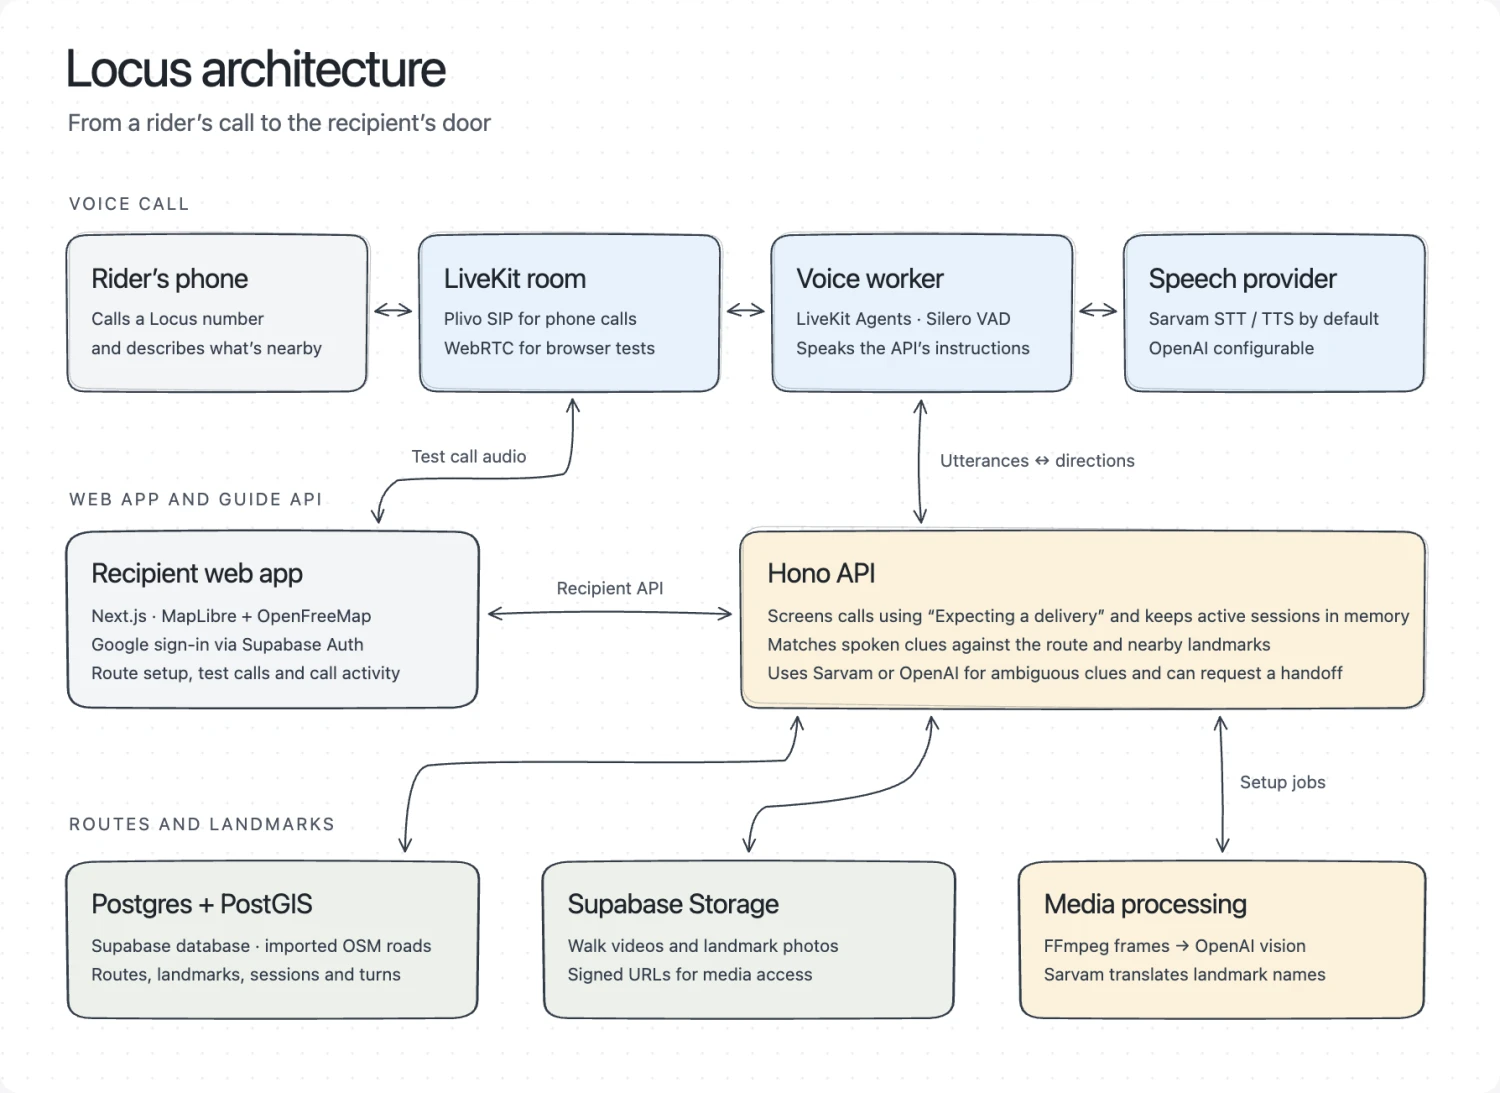 Locus architecture
From a rider’s call to the recipient’s door
VOICE CALL
Rider’s phone
Calls a Locus number
and describes what’s nearby
LiveKit room
Plivo SIP for phone calls
WebRTC for browser tests
Voice worker
LiveKit Agents · Silero VAD
Speaks the API’s instructions
Speech provider
Sarvam STT / TTS by default
OpenAI configurable
Test call audio
Utterances ↔ directions
WEB APP AND GUIDE API
Recipient web app
Next.js · MapLibre + OpenFreeMap
Google sign-in via Supabase Auth
Route setup, test calls and call activity
Recipient API
Hono API
Screens calls using “Expecting a delivery” and keeps active sessions in memory
Matches spoken clues against the route and nearby landmarks
Uses Sarvam or OpenAI for ambiguous clues and can request a handoff
Setup jobs
ROUTES AND LANDMARKS
Postgres + PostGIS
Supabase database · imported OSM roads
Routes, landmarks, sessions and turns
Supabase Storage
Walk videos and landmark photos
Signed URLs for media access
Media processing
FFmpeg frames → OpenAI vision
Sarvam translates landmark names